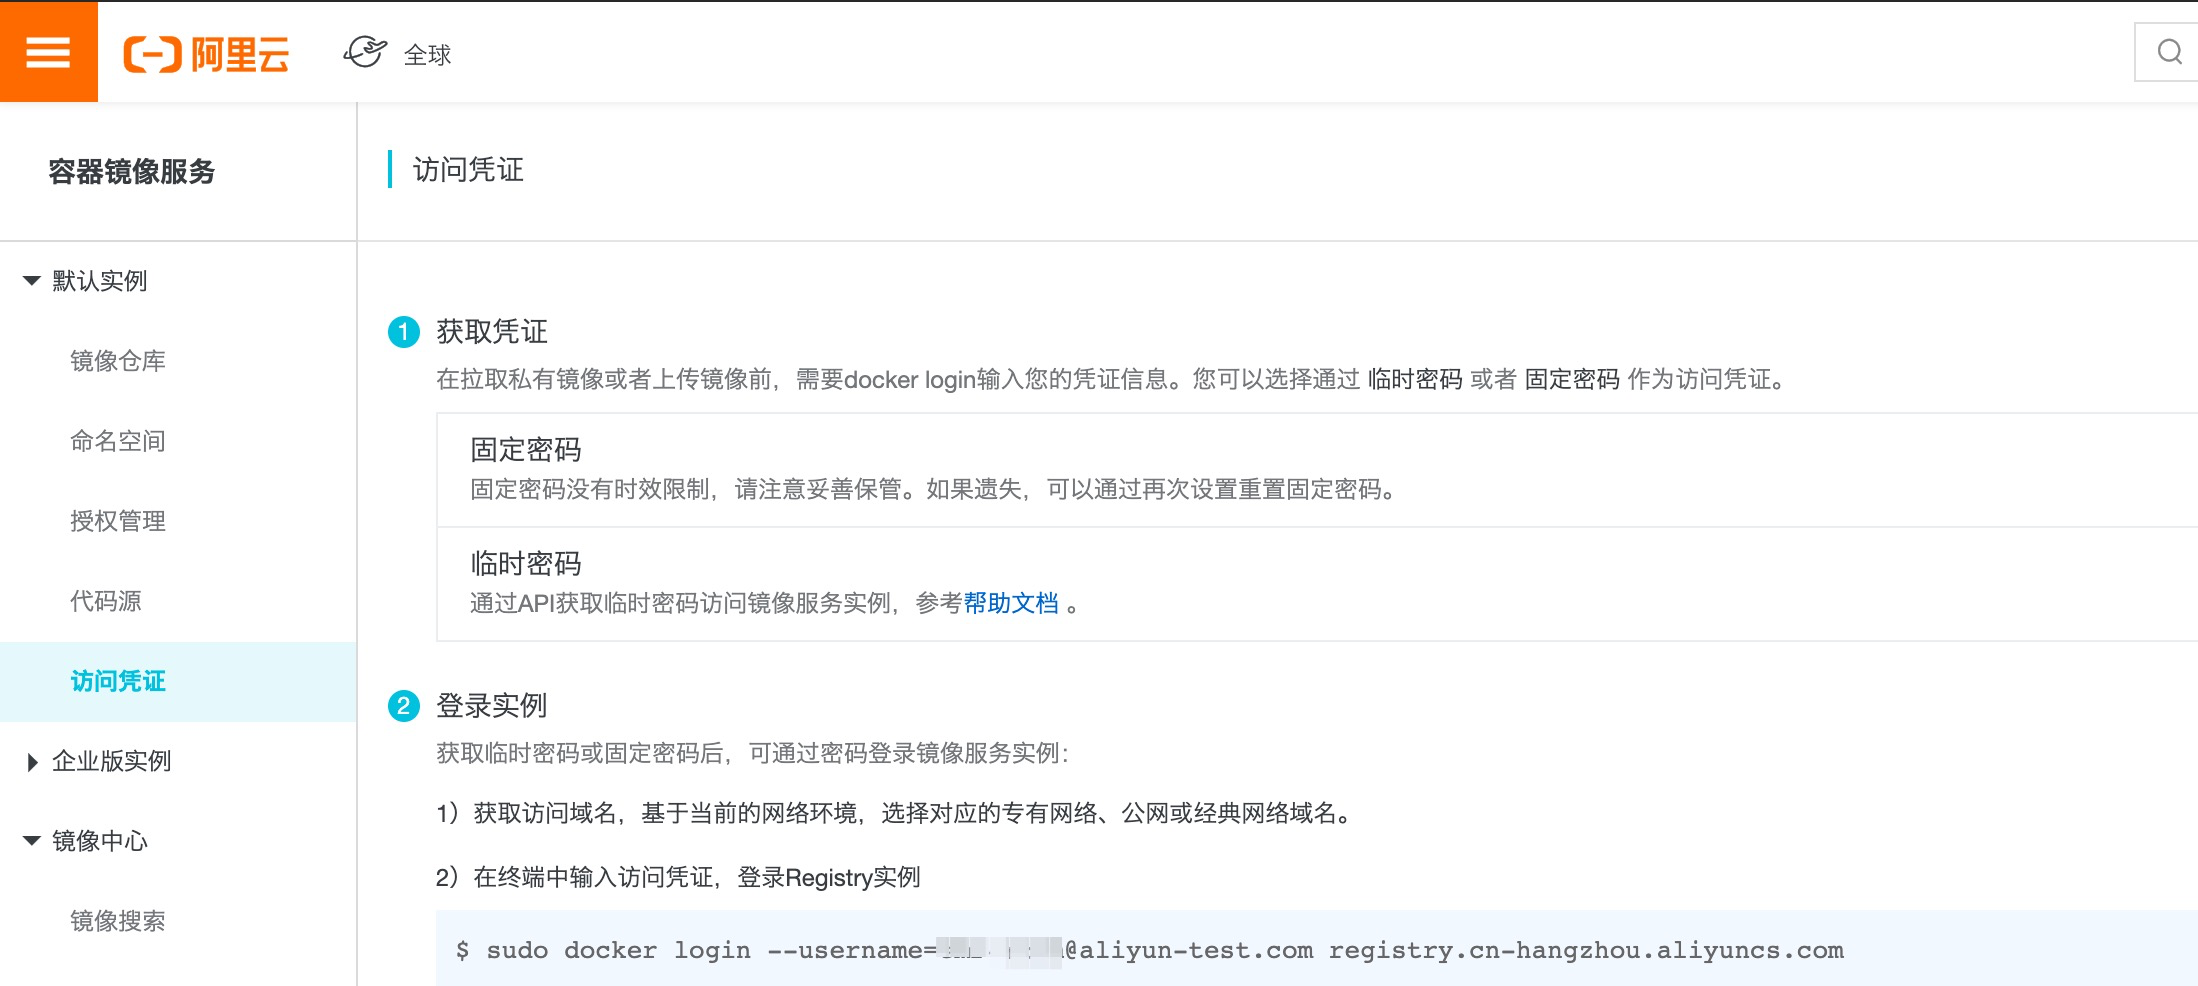 阿里云
全球
容器镜像服务
访问凭证
默认实例
镜像仓库
命名空间
授权管理
代码源
访问凭证
企业版实例
镜像中心
镜像搜索
1 获取凭证
在拉取私有镜像或者上传镜像前，需要docker login输入您的凭证信息。您可以选择通过 临时密码 或者 固定密码 作为访问凭证。
固定密码
固定密码没有时效限制，请注意妥善保管。如果遗失，可以通过再次设置重置固定密码。
临时密码
通过API获取临时密码访问镜像服务实例，参考帮助文档 。
2 登录实例
获取临时密码或固定密码后，可通过密码登录镜像服务实例：
1）获取访问域名，基于当前的网络环境，选择对应的专有网络、公网或经典网络域名。
2）在终端中输入访问凭证，登录Registry实例
$ sudo docker login --username= @aliyun-test.com registry.cn-hangzhou.aliyuncs.com